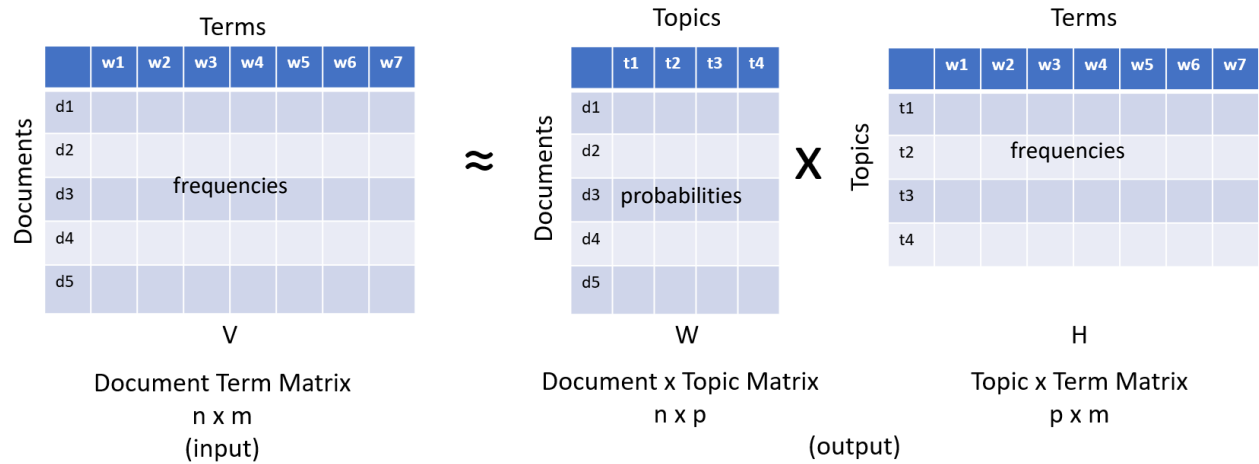 Terms
Topics
Terms
w1 w2 w3 w4 w5 w6 w7
t1 t2 t3 t4
w1 w2 w3 w4 w5 w6 w7
Documents
d1
d2
d3
d4
d5
frequencies
≈
Documents
d1
d2
d3
d4
d5
probabilities
X
Topics
t1
t2
t3
t4
frequencies
V
W
H
Document Term Matrix
n x m
(input)
Document x Topic Matrix
n x p
Topic x Term Matrix
p x m
(output)